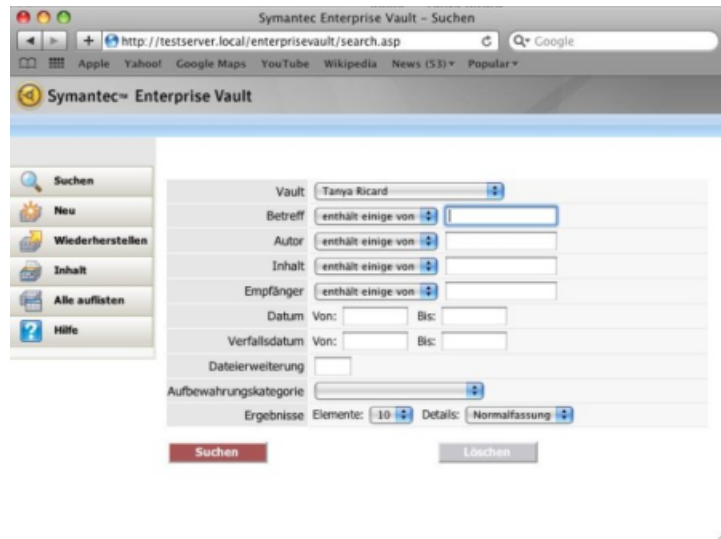 Symantec Enterprise Vault – Suchen
http://testserver.local/enterprisevault/search.asp
Google
Apple Yahoo! Google Maps YouTube Wikipedia News (53) Popular
Symantec™ Enterprise Vault
Suchen
Neu
Wiederherstellen
Inhalt
Alle auflisten
Hilfe
Vault Tanya Ricard
Betreff enthält einige von
Autor enthält einige von
Inhalt enthält einige von
Empfänger enthält einige von
Datum Von: Bis:
Verfallsdatum Von: Bis:
Dateierweiterung
Aufbewahrungskategorie
Ergebnisse Elemente: 10 Details: Normalfassung
Suchen Löschen